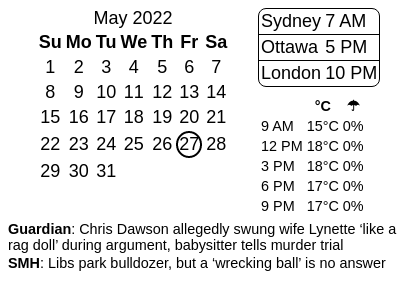 May 2022
Su Mo Tu We Th Fr Sa
1 2 3 4 5 6 7
8 9 10 11 12 13 14
15 16 17 18 19 20 21
22 23 24 25 26 27 28
29 30 31
Sydney 7 AM
Ottawa 5 PM
London 10 PM
°C ☂
9 AM 15°C 0%
12 PM 18°C 0%
3 PM 18°C 0%
6 PM 17°C 0%
9 PM 17°C 0%
Guardian: Chris Dawson allegedly swung wife Lynette ‘like a
rag doll’ during argument, babysitter tells murder trial
SMH: Libs park bulldozer, but a ‘wrecking ball’ is no answer